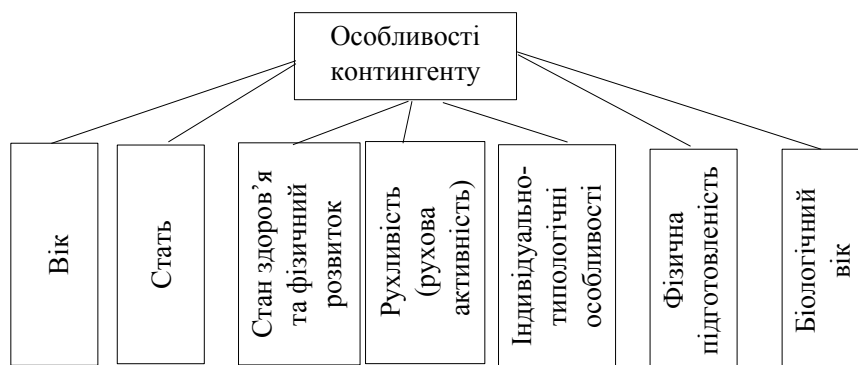 Особливості
контингенту
Вік
Стать
Стан здоров’я
та фізичний
розвиток
Рухливість
(рухова
активність)
Індивідуально-
типологічні
особливості
Фізична
підготовленість
Біологічний
вік